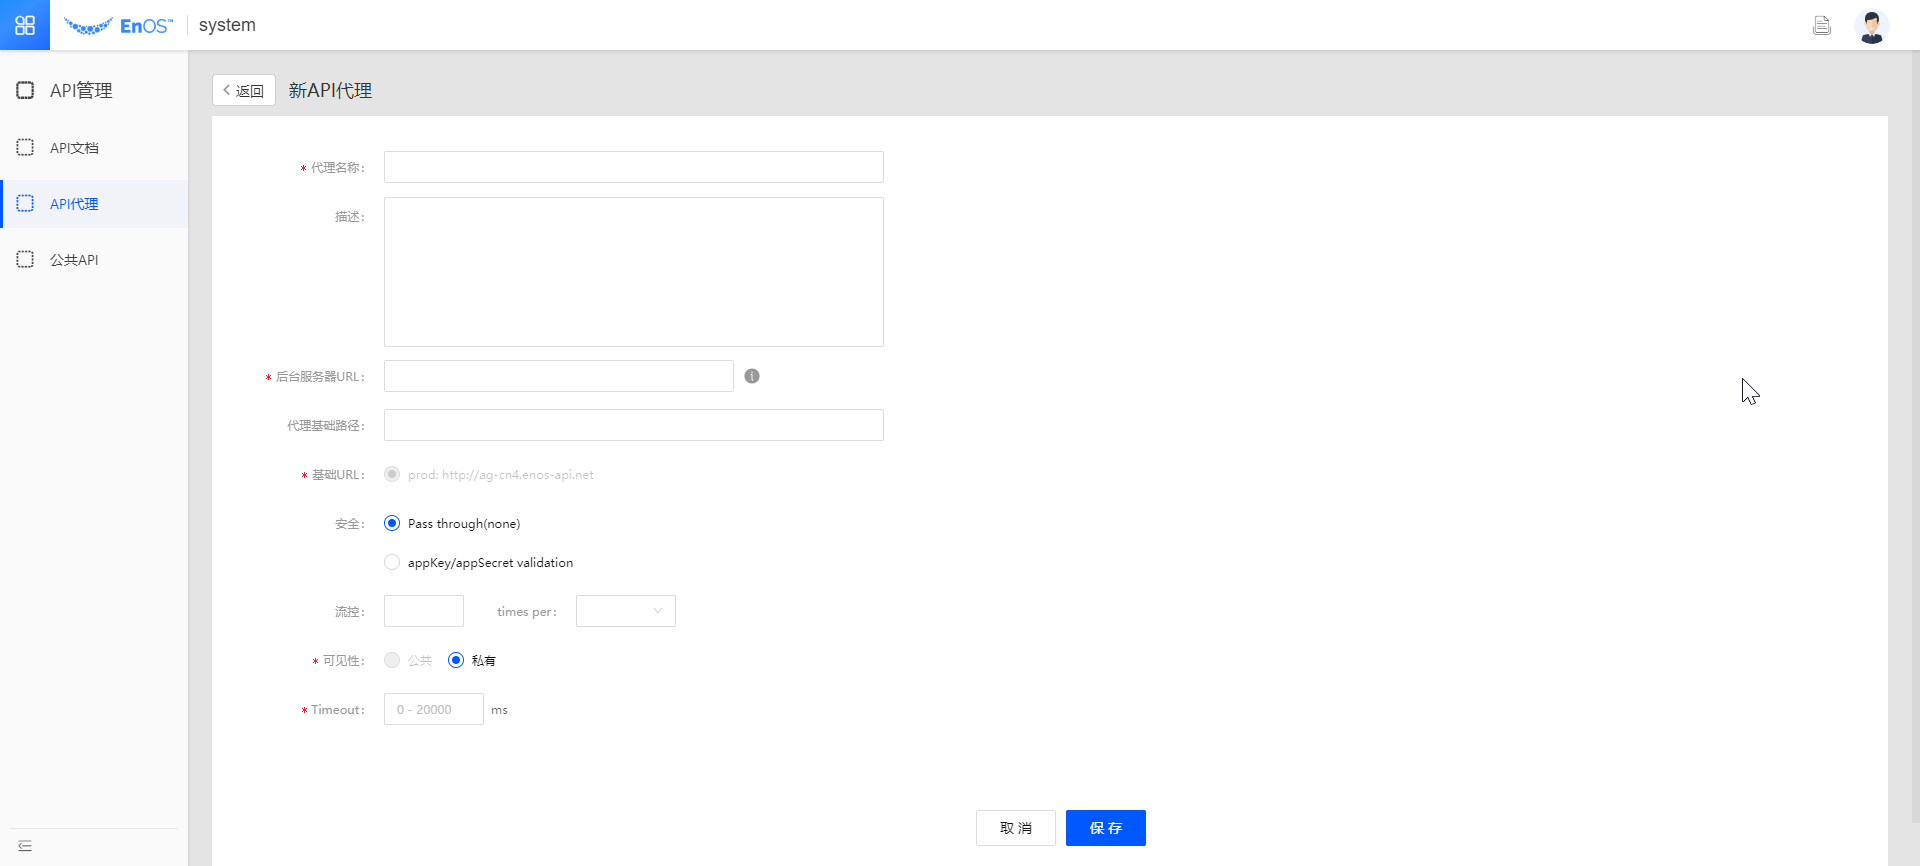 EnOS™ system
API管理
API文档
API代理
公共API
返回 新API代理
* 代理名称:
描述:
* 后台服务器URL:
代理基础路径:
* 基础URL: prod: http://ag-cn4.enos-api.net
安全: Pass through(none)
appKey/appSecret validation
流控: times per:
* 可见性: 公共 私有
* Timeout: 0 - 20000 ms
取 消 保 存